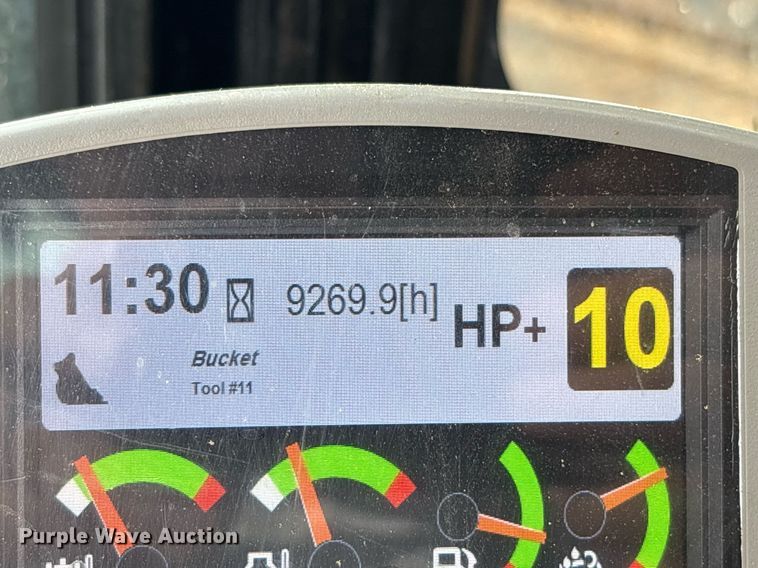 11:30 9269.9[h] HP+ 10
Bucket
Tool #11
Purple Wave Auction